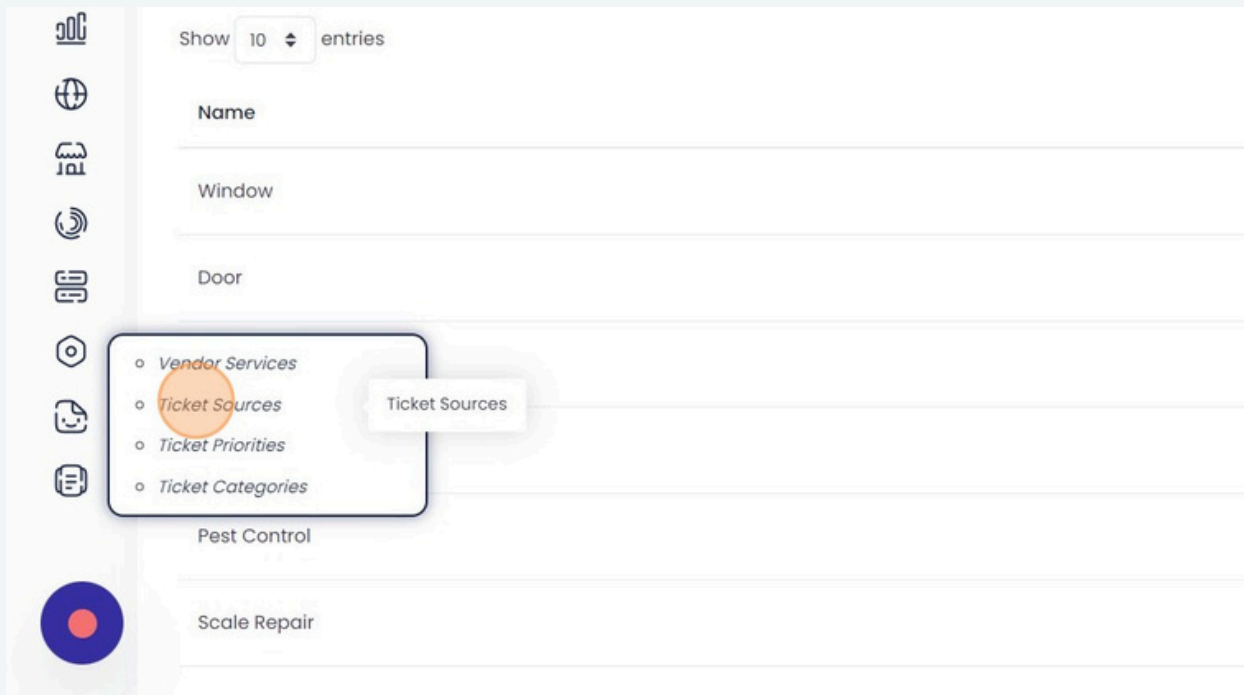 Show 10 entries
Name
Window
Door
Vendor Services
Ticket Sources
Ticket Sources
Ticket Priorities
Ticket Categories
Pest Control
Scale Repair